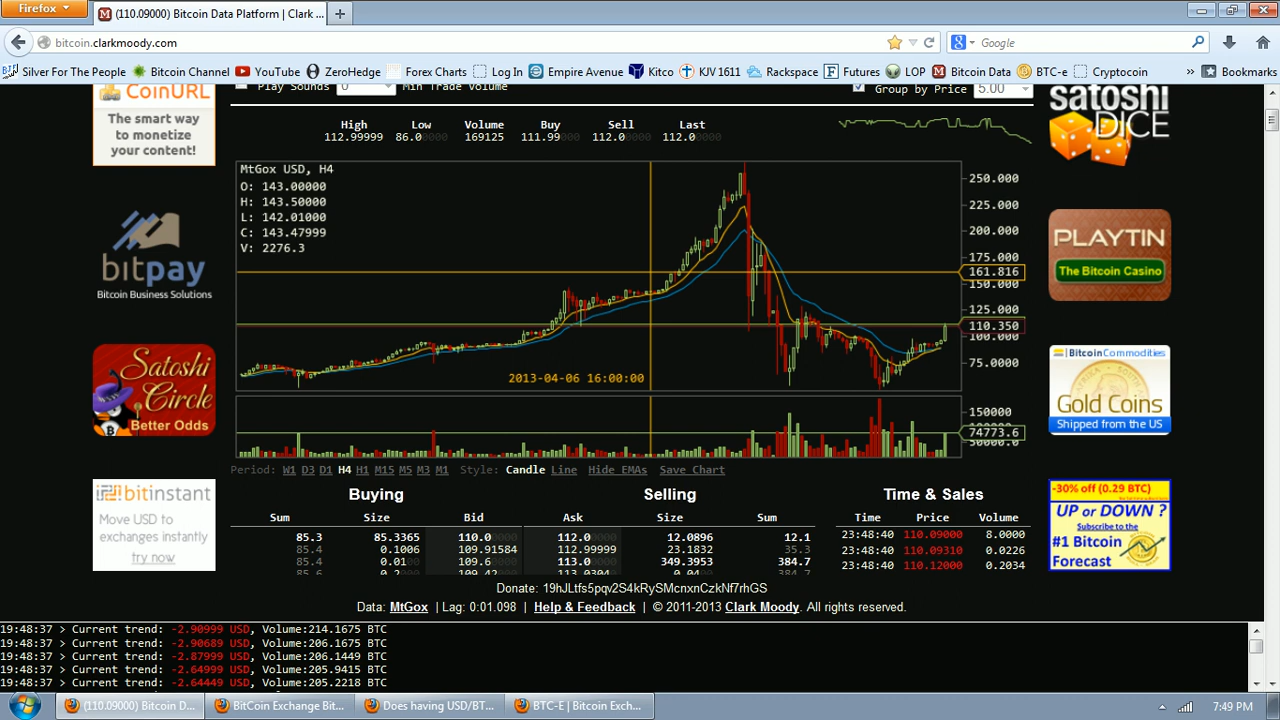 Firefox
(110.09000) Bitcoin Data Platform | Clark ...
bitcoin.clarkmoody.com
Google
Silver For The People Bitcoin Channel YouTube ZeroHedge Forex Charts Log In Empire Avenue Kitco KJV 1611 Rackspace Futures LOP Bitcoin Data BTC-e Cryptocoin » Bookmarks
CoinURL
The smart way
to monetize
your content!
bitpay
Bitcoin Business Solutions
Satoshi
Circle
Better Odds
bitinstant
Move USD to
exchanges instantly
try now
Play Sounds 0 Min Trade Volume Group by Price 5.00
High Low Volume Buy Sell Last
112.99999 86.00000 169125 111.99000 112.00000 112.00000
MtGox USD, H4
O: 143.00000
H: 143.50000
L: 142.01000
C: 143.47999
V: 2276.3
250.000
225.000
200.000
175.000
161.816
150.000
125.000
110.350
100.000
75.0000
2013-04-06 16:00:00
150000
74773.6
Period: W1 D3 D1 H4 H1 M15 M5 M3 M1 Style: Candle Line Hide EMAs Save Chart
Buying Selling Time & Sales
Sum Size Bid Ask Size Sum Time Price Volume
85.3 85.3365 110.00000 112.00000 12.0896 12.1 23:48:40 110.09000 8.0000
85.4 0.1006 109.91584 112.99999 23.1832 35.3 23:48:40 110.09310 0.0226
85.4 0.0100 109.60000 113.00000 349.3953 384.7 23:48:40 110.12000 0.2034
Donate: 19hJLtfs5pqv2S4kRySMcnxnCzkNf7rhGS
Data: MtGox | Lag: 0:01.098 | Help & Feedback | © 2011-2013 Clark Moody. All rights reserved.
satoshi
DICE
PLAYTIN
The Bitcoin Casino
BitcoinCommodities
Gold Coins
Shipped from the US
-30% off (0.29 BTC)
UP or DOWN ?
Subscribe to the
#1 Bitcoin
Forecast
19:48:37 > Current trend: -2.90999 USD, Volume:214.1675 BTC
19:48:37 > Current trend: -2.90689 USD, Volume:206.1675 BTC
19:48:37 > Current trend: -2.87999 USD, Volume:206.1449 BTC
19:48:37 > Current trend: -2.64999 USD, Volume:205.9415 BTC
19:48:37 > Current trend: -2.64449 USD, Volume:205.2218 BTC
(110.09000) Bitcoin D... BitCoin Exchange Bit... Does having USD/BT... BTC-E | Bitcoin Exch... 7:49 PM